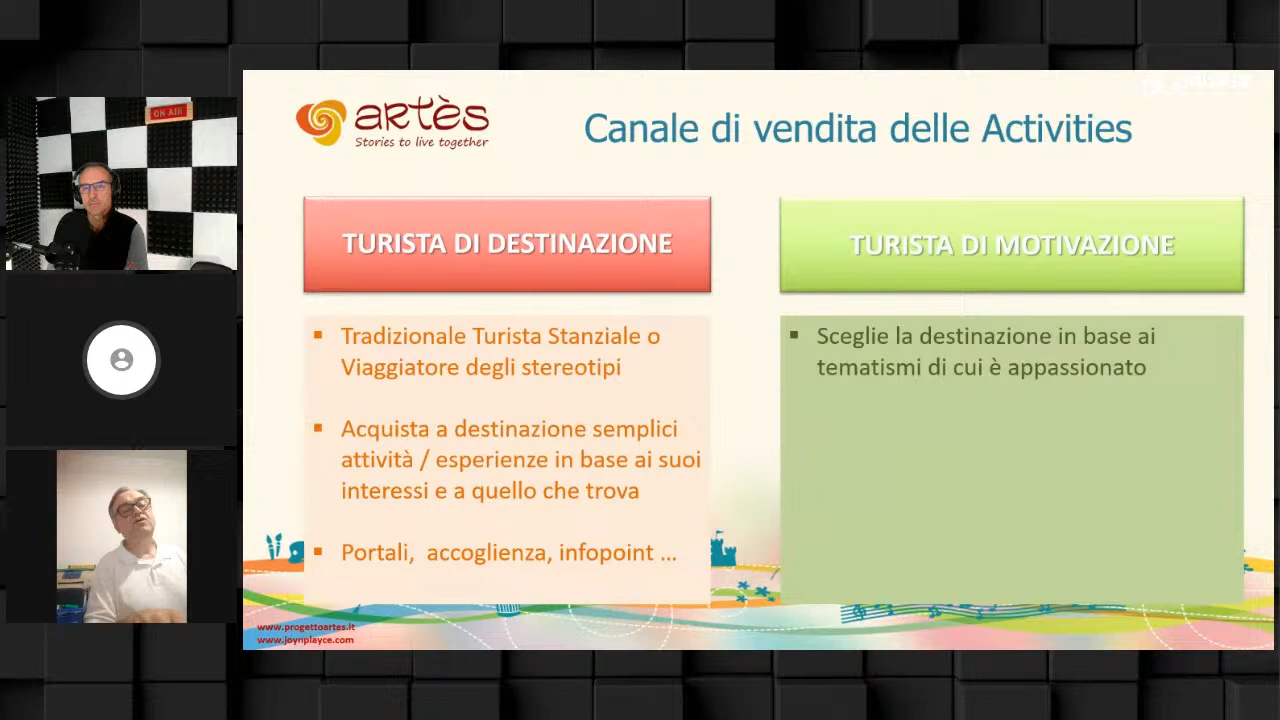 ON AIR
artès
Stories to live together
Canale di vendita delle Activities
TURISTA DI DESTINAZIONE
▪ Tradizionale Turista Stanziale o
Viaggiatore degli stereotipi
▪ Acquista a destinazione semplici
attività / esperienze in base ai suoi
interessi e a quello che trova
▪ Portali, accoglienza, infopoint ...
TURISTA DI MOTIVAZIONE
▪ Sceglie la destinazione in base ai
tematismi di cui è appassionato
www.progettoartes.it
www.joynplayce.com